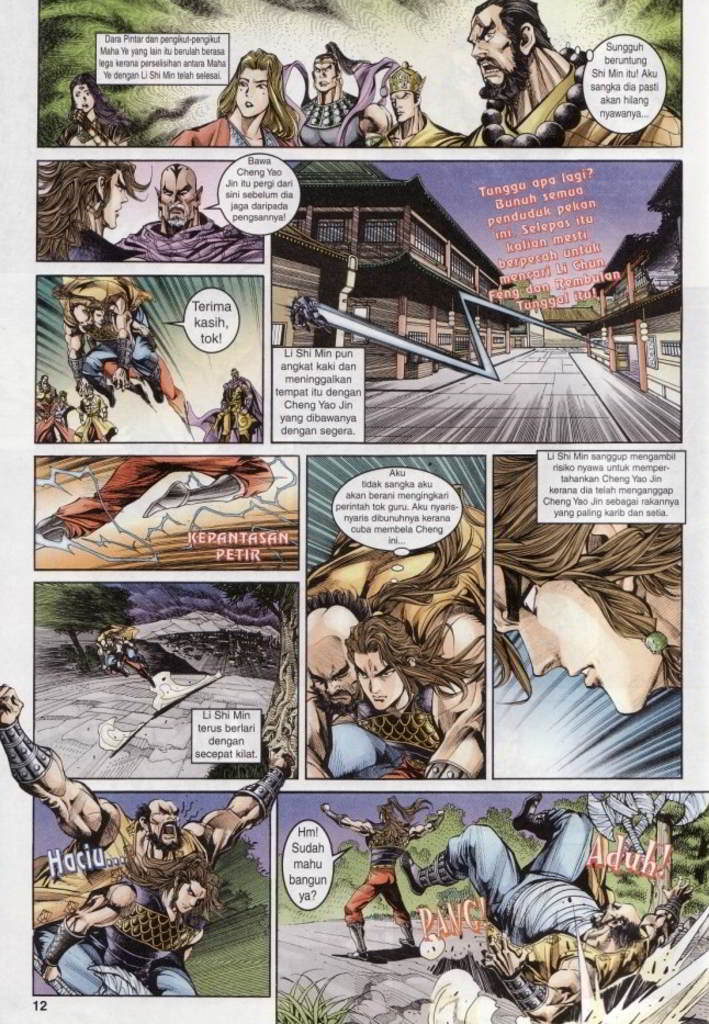 Dara Pintar dan pengikut-pengikut
Maha Ye yang lain itu berulah berasa
lega kerana perselisihan antara Maha
Ye dengan Li Shi Min telah selesai.
Sungguh
beruntung
Shi Min itu! Aku
sangka dia pasti
akan hilang
nyawanya...
Bawa
Cheng Yao
Jin itu pergi dari
sini sebelum dia
jaga daripada
pengsannya!
Tunggu apa lagi?
Bunuh semua
penduduk pekan
ini. Selepas itu
kalian mesti
berpecah untuk
mencari Li Chun
Feng dan Rembulan
Tunggal itu!
Terima
kasih,
tok!
Li Shi Min pun
angkat kaki dan
meninggalkan
tempat itu dengan
Cheng Yao Jin
yang dibawanya
dengan segera.
KEPANTASAN
PETIR
Aku
tidak sangka aku
akan berani mengingkari
perintah tok guru. Aku nyaris-
nyaris dibunuhnya kerana
cuba membela Cheng
ini...
Li Shi Min sanggup mengambil
risiko nyawa untuk memper-
tahankan Cheng Yao Jin
kerana dia telah menganggap
Cheng Yao Jin sebagai rakannya
yang paling karib dan setia.
Li Shi Min
terus berlari
dengan
secepat kilat.
Haciu...
Hm!
Sudah
mahu
bangun
ya?
Aduh!
PANG!
12